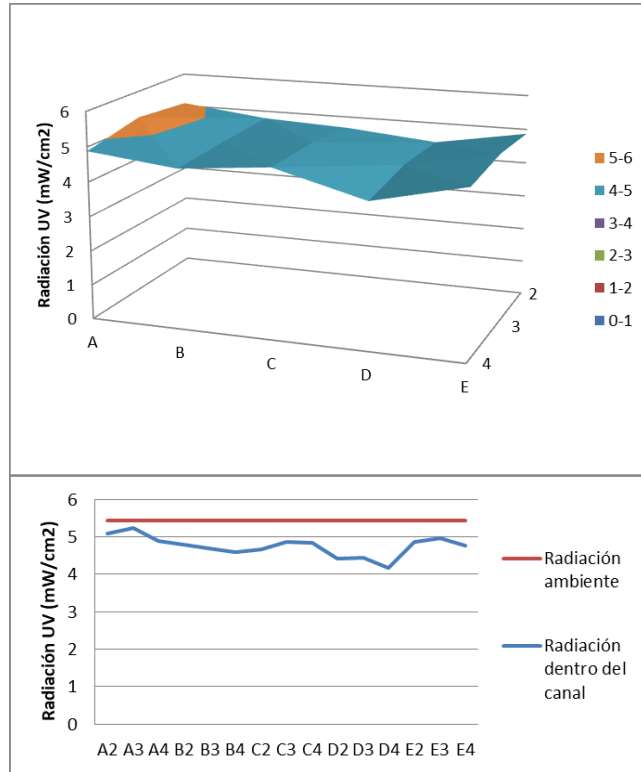 Radiación UV (mW/cm2)
6
5
4
3
2
1
0
A
B
C
D
E
4
3
2
5-6
4-5
3-4
2-3
1-2
0-1
Radiación UV (mW/cm2)
6
5
4
3
2
1
0
A2 A3 A4 B2 B3 B4 C2 C3 C4 D2 D3 D4 E2 E3 E4
Radiación
ambiente
Radiación
dentro del
canal